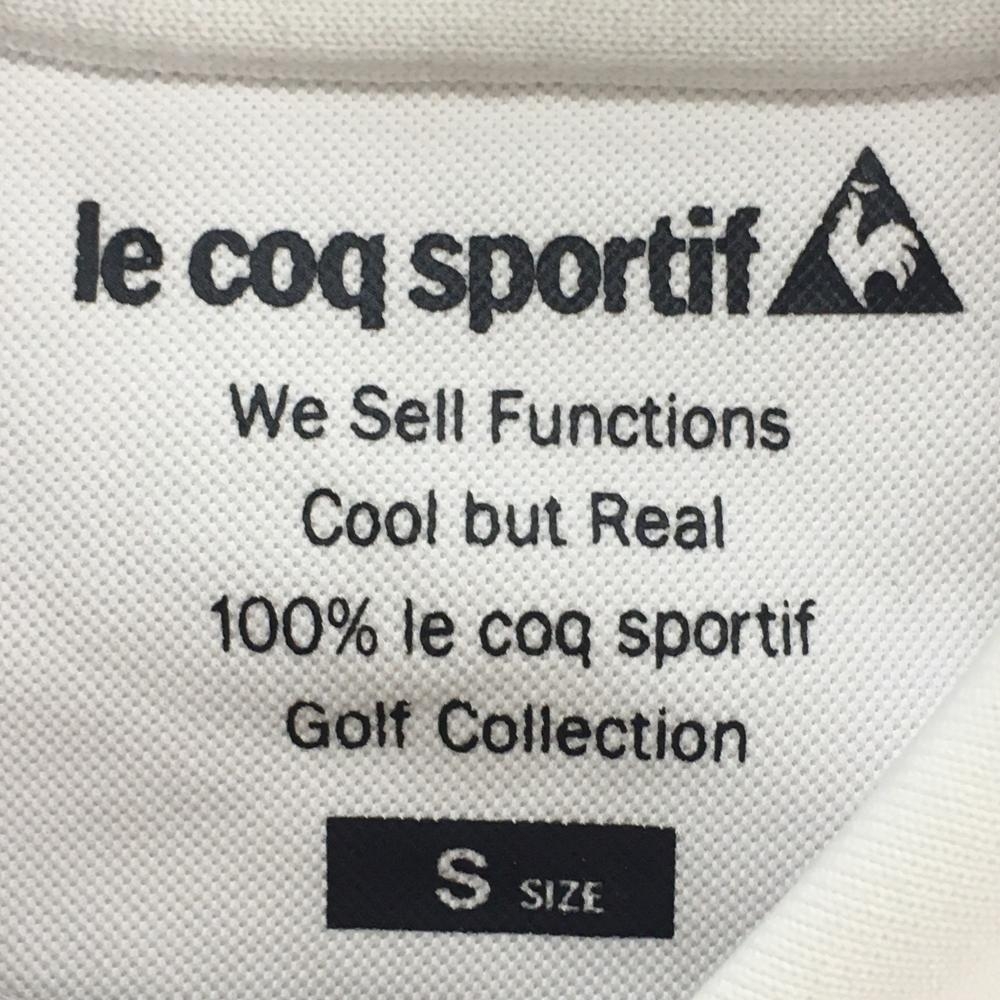 le coq sportif
We Sell Functions
Cool but Real
100% le coq sportif
Golf Collection
S SIZE